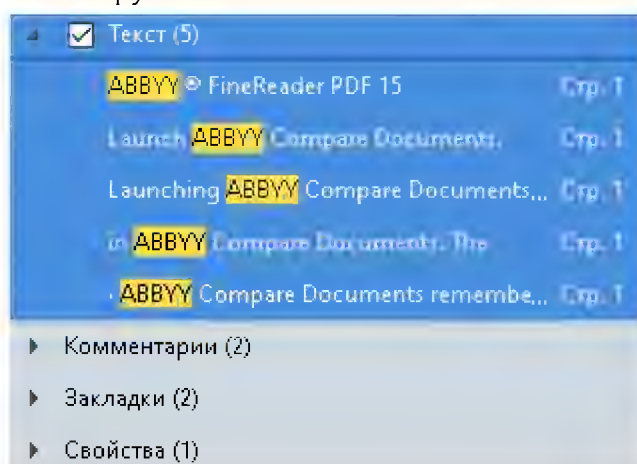 Текст (5)
ABBYY® FineReader PDF 15 Стр. 1
Launch ABBYY Compare Documents. Стр. 1
Launching ABBYY Compare Documents... Стр. 1
in ABBYY Compare Documents. The Стр. 1
· ABBYY Compare Documents remembe... Стр. 1
Комментарии (2)
Закладки (2)
Свойства (1)